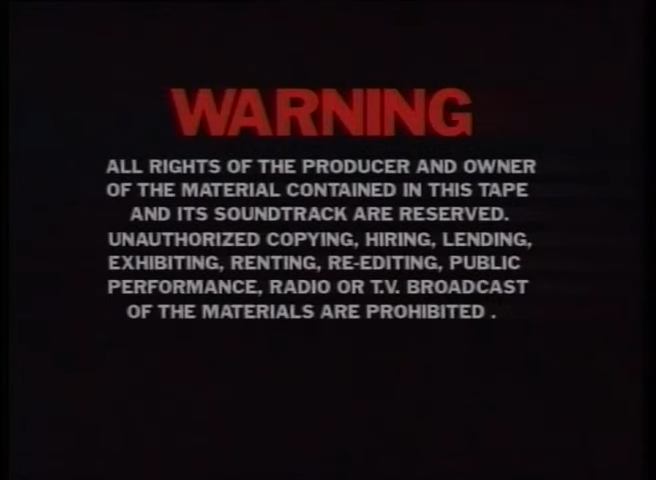 WARNING
ALL RIGHTS OF THE PRODUCER AND OWNER
OF THE MATERIAL CONTAINED IN THIS TAPE
AND ITS SOUNDTRACK ARE RESERVED.
UNAUTHORIZED COPYING, HIRING, LENDING,
EXHIBITING, RENTING, RE-EDITING, PUBLIC
PERFORMANCE, RADIO OR T.V. BROADCAST
OF THE MATERIALS ARE PROHIBITED .